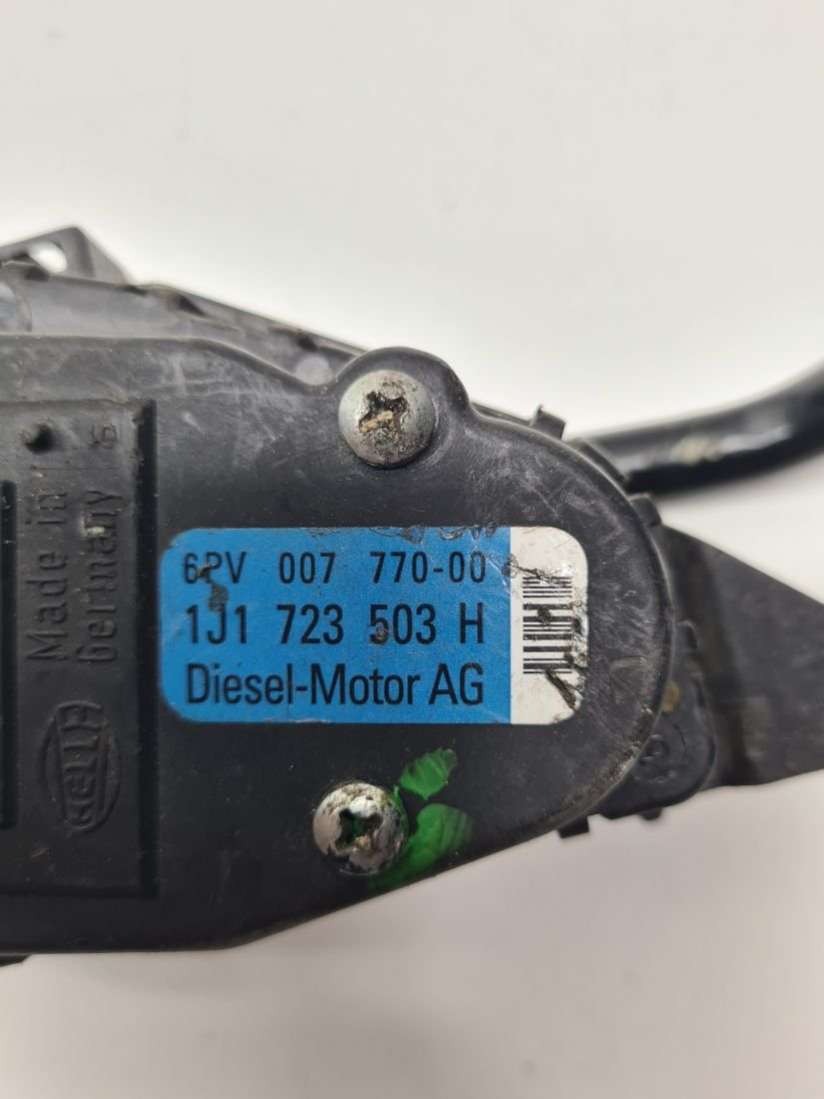 6PV 007 770-00
1J1 723 503 H
Diesel-Motor AG
Made in
Germany
HELLA